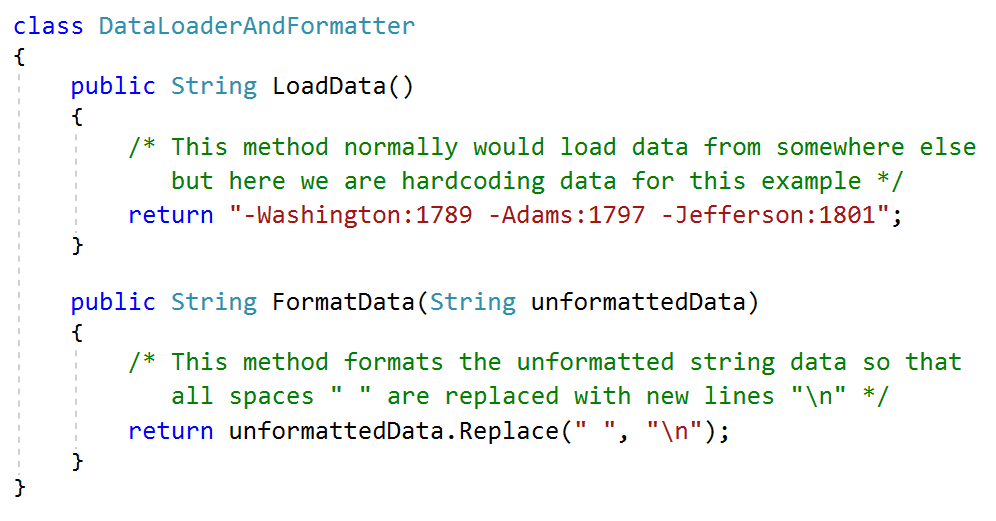 class DataLoaderAndFormatter
{
    public String LoadData()
    {
        /* This method normally would load data from somewhere else
           but here we are hardcoding data for this example */
        return "-Washington:1789 -Adams:1797 -Jefferson:1801";
    }

    public String FormatData(String unformattedData)
    {
        /* This method formats the unformatted string data so that
           all spaces " " are replaced with new lines "\n" */
        return unformattedData.Replace(" ", "\n");
    }
}